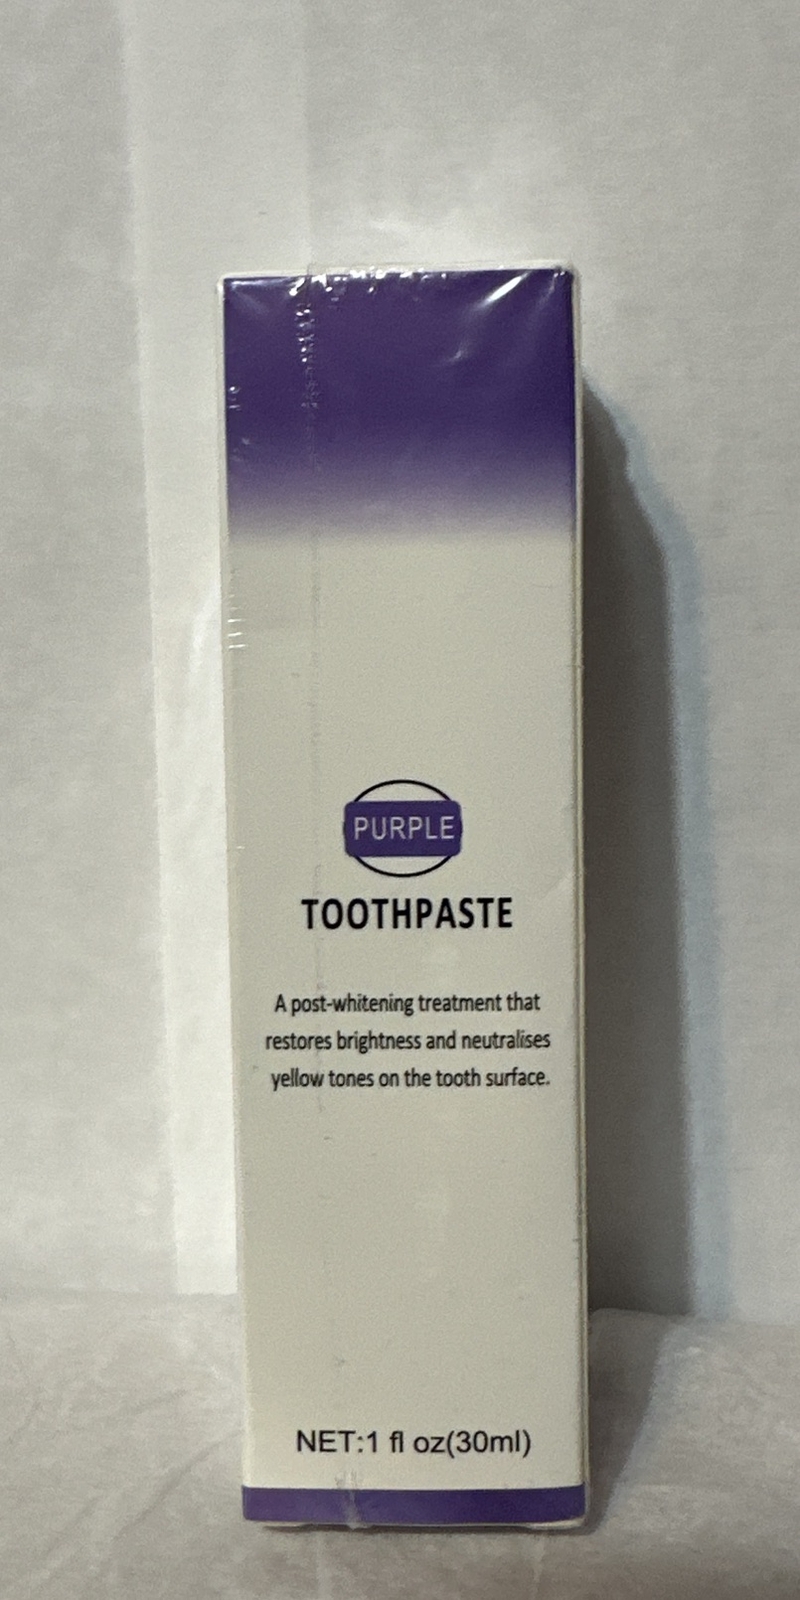 PURPLE
TOOTHPASTE
A post-whitening treatment that
restores brightness and neutralises
yellow tones on the tooth surface.
NET:1 fl oz(30ml)